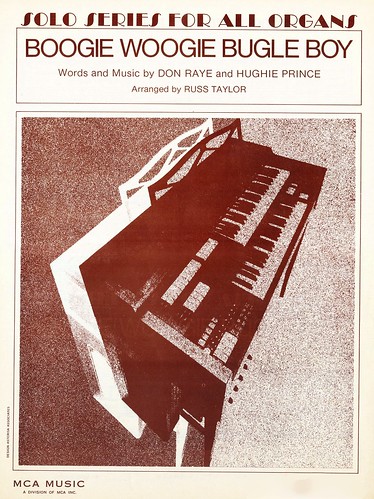 SOLO SERIES FOR ALL ORGANS
BOOGIE WOOGIE BUGLE BOY
Words and Music by DON RAYE and HUGHIE PRINCE
Arranged by RUSS TAYLOR
MCA MUSIC
A DIVISION OF MCA INC.